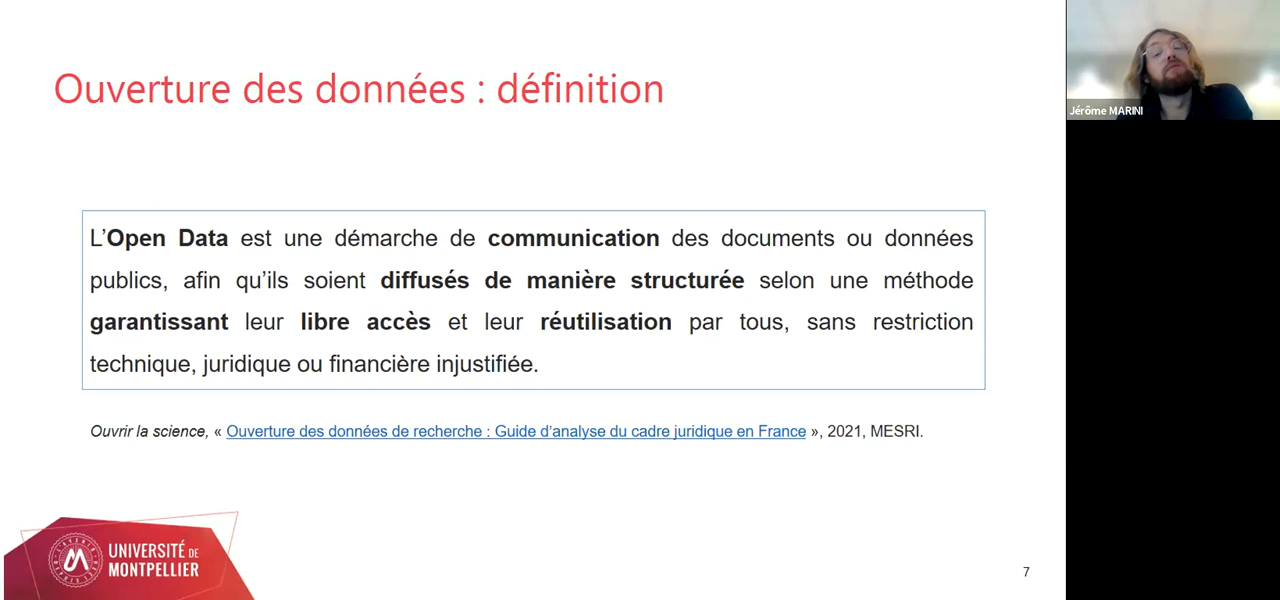 Ouverture des données : définition
Jérôme MARINI
L’Open Data est une démarche de communication des documents ou données
publics, afin qu’ils soient diffusés de manière structurée selon une méthode
garantissant leur libre accès et leur réutilisation par tous, sans restriction
technique, juridique ou financière injustifiée.
Ouvrir la science, « Ouverture des données de recherche : Guide d’analyse du cadre juridique en France », 2021, MESRI.
UNIVERSITÉ DE
MONTPELLIER
7